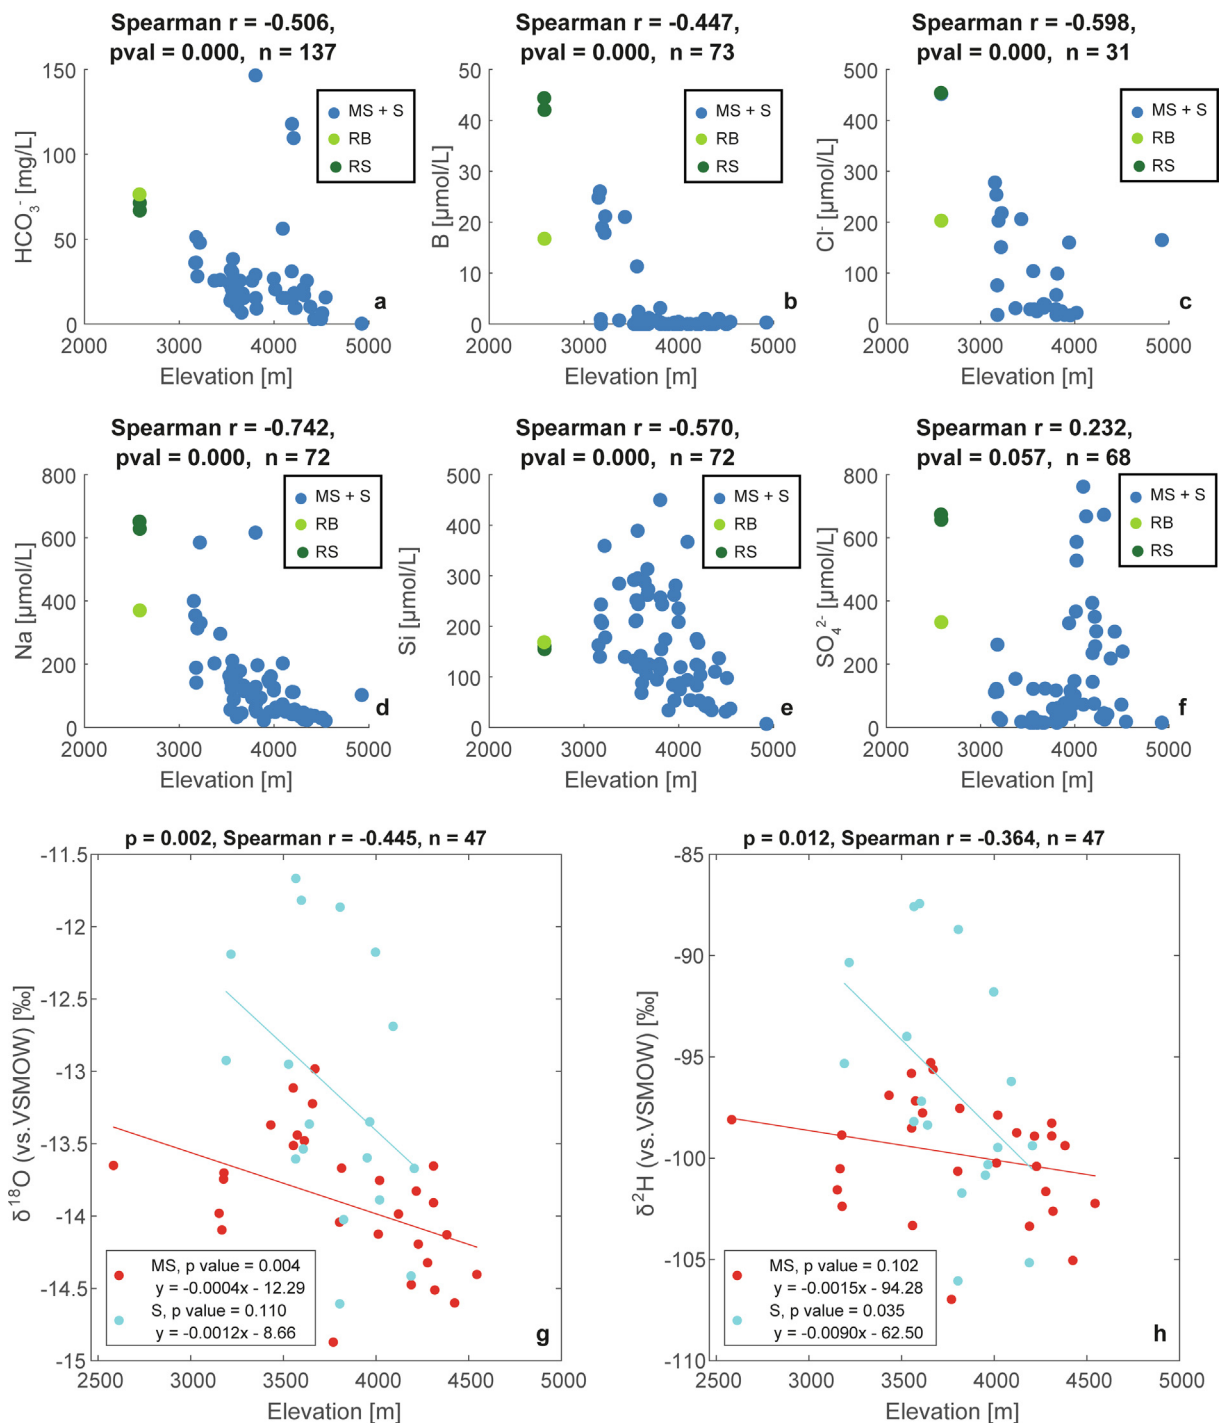 Spearman r = -0.506,
pval = 0.000, n = 137
Spearman r = -0.447,
pval = 0.000, n = 73
Spearman r = -0.598,
pval = 0.000, n = 31
150
100
50
0
HCO₃⁻ [mg/L]
MS + S
RB
RS
a
2000 3000 4000 5000
Elevation [m]
50
40
30
20
10
0
B [µmol/L]
MS + S
RB
RS
b
2000 3000 4000 5000
Elevation [m]
500
400
300
200
100
0
Cl⁻ [µmol/L]
MS + S
RB
RS
c
2000 3000 4000 5000
Elevation [m]
Spearman r = -0.742,
pval = 0.000, n = 72
Spearman r = -0.570,
pval = 0.000, n = 72
Spearman r = 0.232,
pval = 0.057, n = 68
800
600
400
200
0
Na [µmol/L]
MS + S
RB
RS
d
2000 3000 4000 5000
Elevation [m]
500
400
300
200
100
0
Si [µmol/L]
MS + S
RB
RS
e
2000 3000 4000 5000
Elevation [m]
800
600
400
200
0
SO₄²⁻ [µmol/L]
MS + S
RB
RS
f
2000 3000 4000 5000
Elevation [m]
p = 0.002, Spearman r = -0.445, n = 47
-11.5
-12
-12.5
-13
-13.5
-14
-14.5
-15
δ¹⁸O (vs.VSMOW) [‰]
MS, p value = 0.004
y = -0.0004x - 12.29
S, p value = 0.110
y = -0.0012x - 8.66
g
2500 3000 3500 4000 4500 5000
Elevation [m]
p = 0.012, Spearman r = -0.364, n = 47
-85
-90
-95
-100
-105
-110
δ²H (vs.VSMOW) [‰]
MS, p value = 0.102
y = -0.0015x - 94.28
S, p value = 0.035
y = -0.0090x - 62.50
h
2500 3000 3500 4000 4500 5000
Elevation [m]